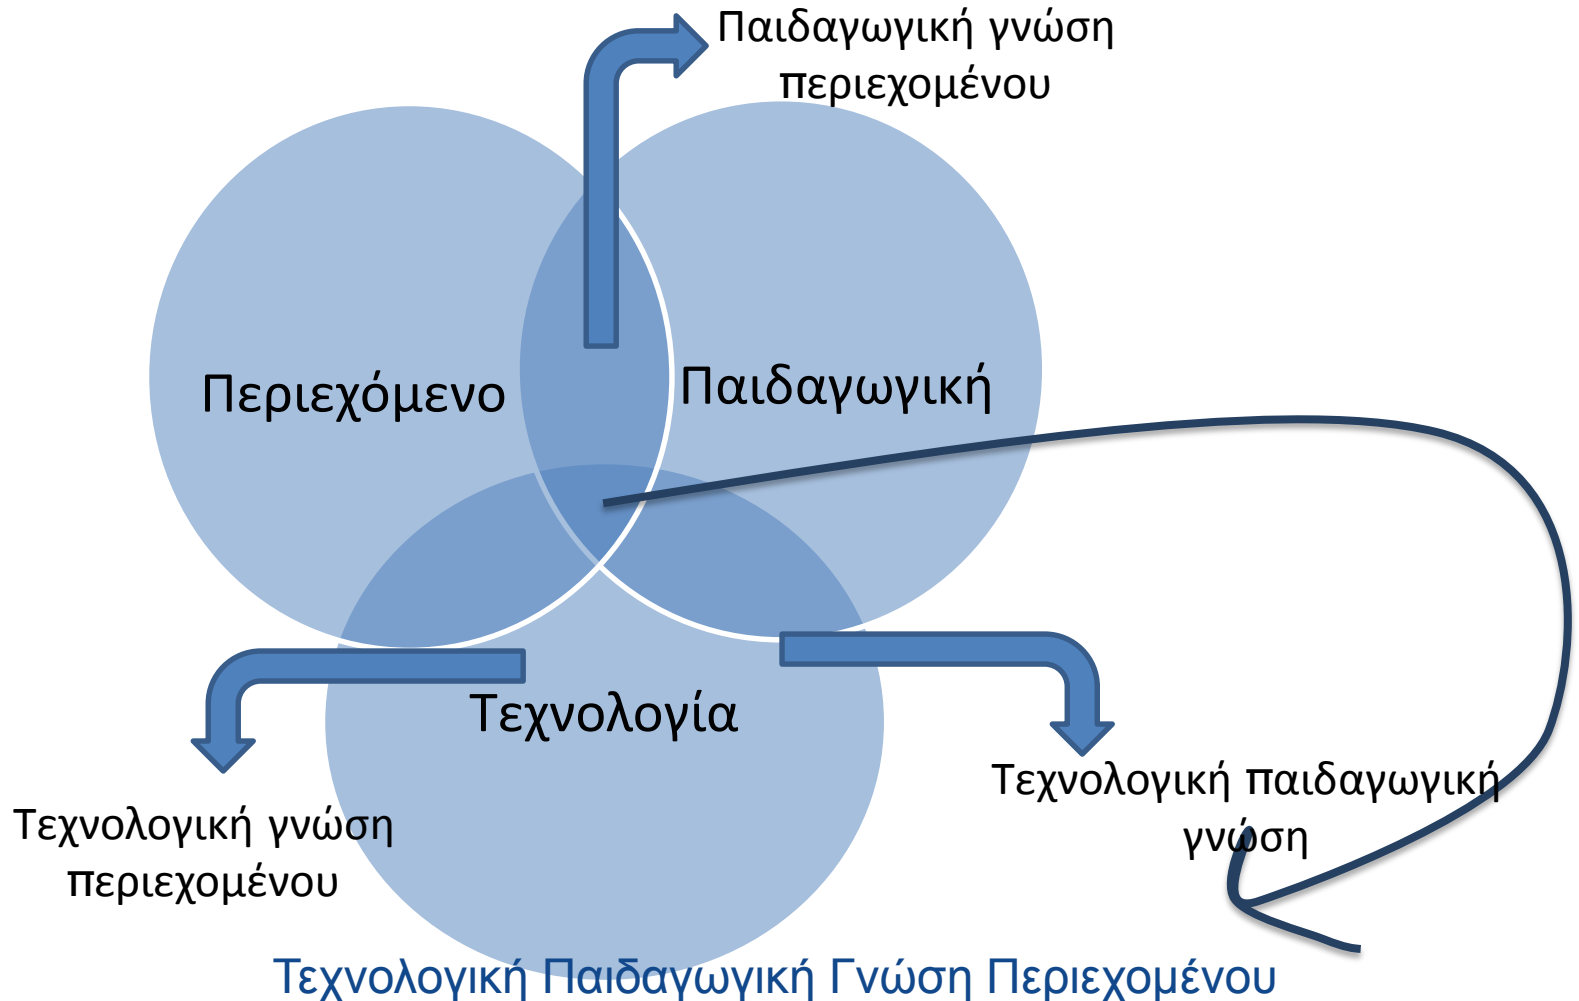 Παιδαγωγική γνώση
περιεχομένου
Περιεχόμενο
Παιδαγωγική
Τεχνολογία
Τεχνολογική παιδαγωγική
γνώση
Τεχνολογική γνώση
περιεχομένου
Τεχνολογική Παιδαγωγική Γνώση Περιεχομένου